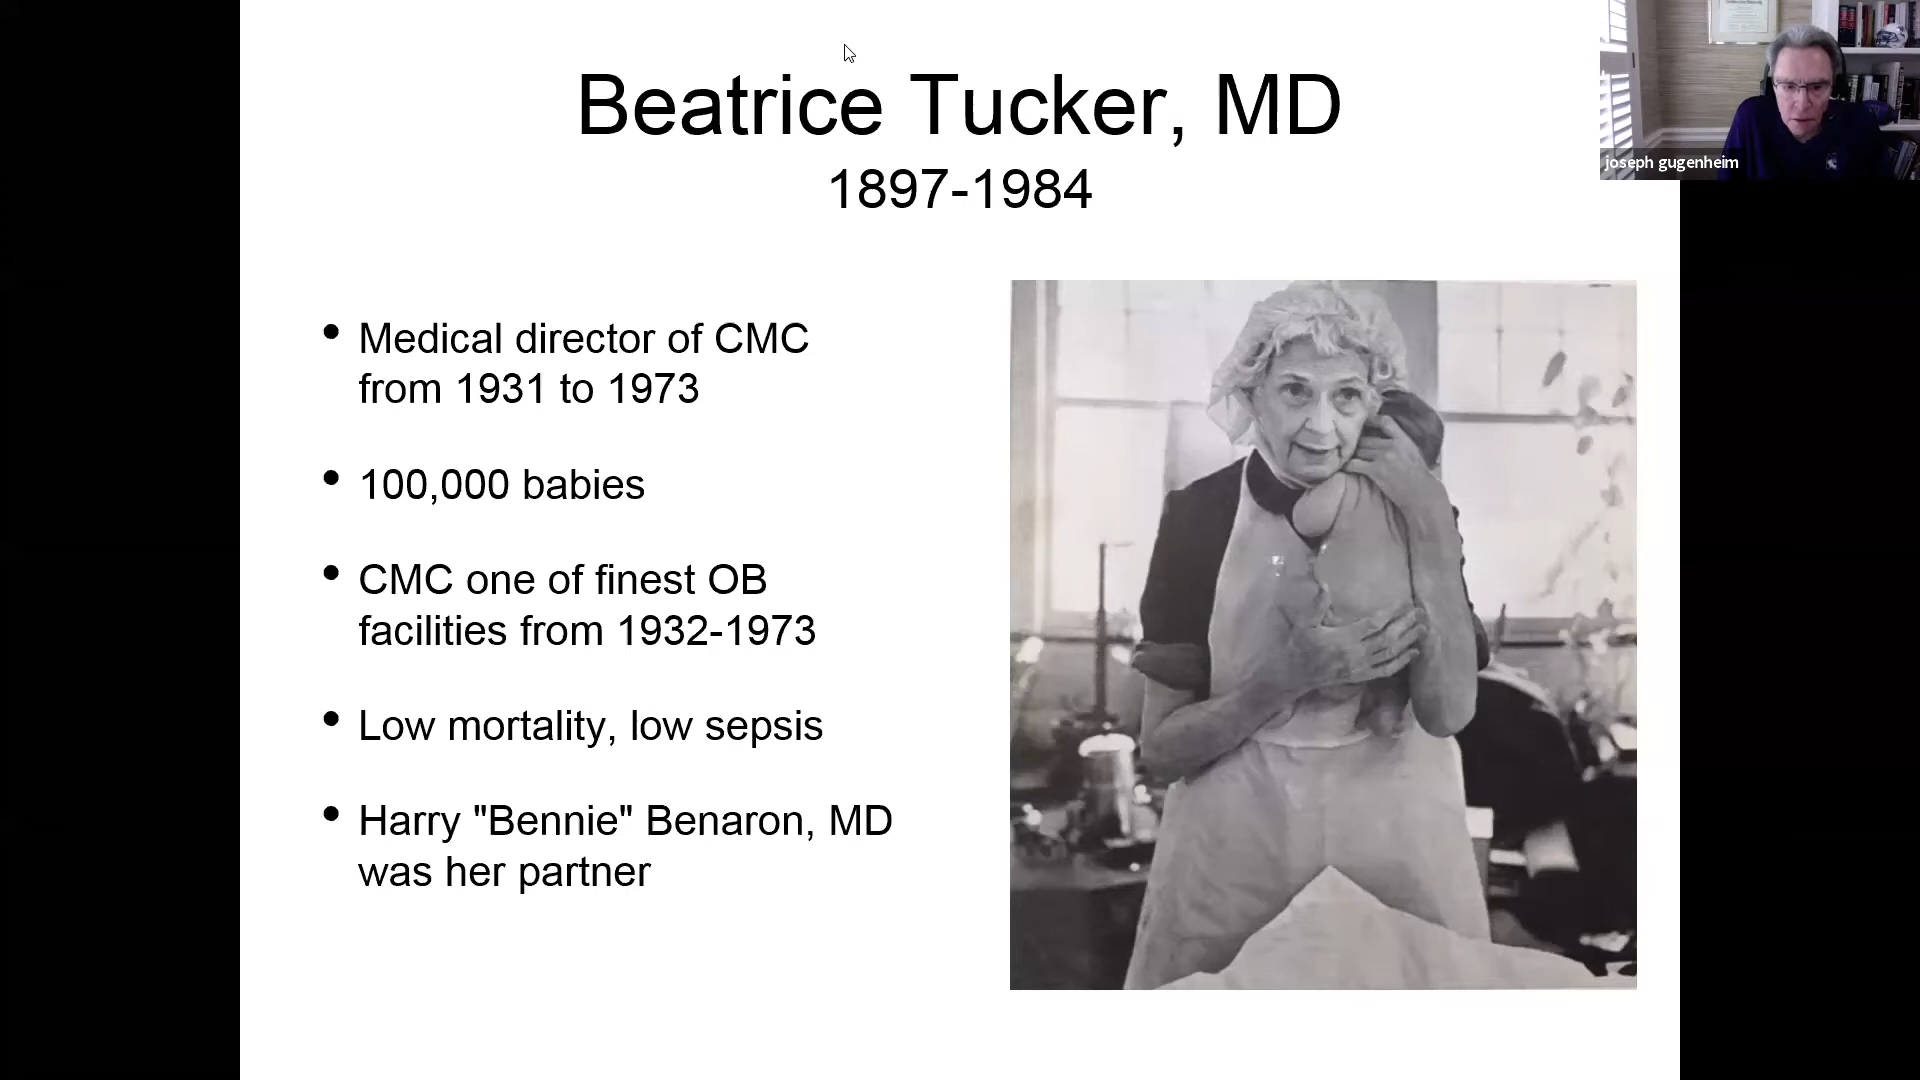 Beatrice Tucker, MD
1897-1984
• Medical director of CMC
from 1931 to 1973
• 100,000 babies
• CMC one of finest OB
facilities from 1932-1973
• Low mortality, low sepsis
• Harry "Bennie" Benaron, MD
was her partner
joseph gugenheim